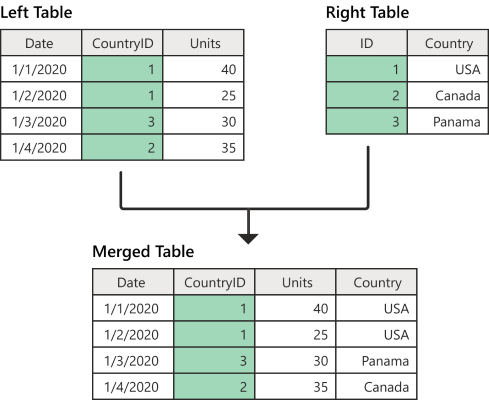 Left Table
Date CountryID Units
1/1/2020 1 40
1/2/2020 1 25
1/3/2020 3 30
1/4/2020 2 35
Right Table
ID Country
1 USA
2 Canada
3 Panama
Merged Table
Date CountryID Units Country
1/1/2020 1 40 USA
1/2/2020 1 25 USA
1/3/2020 3 30 Panama
1/4/2020 2 35 Canada